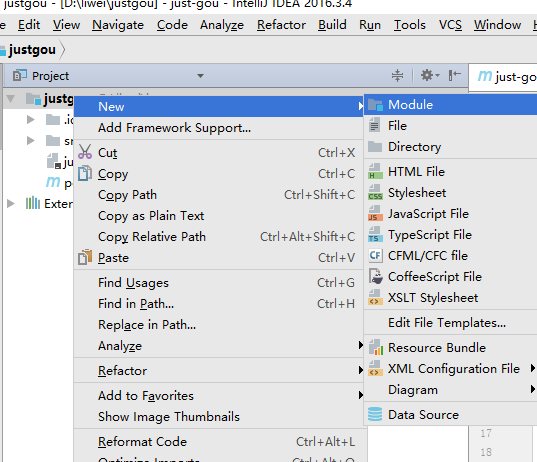 justgou - [D:\liwei\justgou] - just-gou - IntelliJ IDEA 2016.3.4
Edit View Navigate Code Analyze Refactor Build Run Tools VCS Window
justgou
Project
just-go
justg
.i
sr
ju
p
Exter
New
Add Framework Support...
Cut Ctrl+X
Copy Ctrl+C
Copy Path Ctrl+Shift+C
Copy as Plain Text
Copy Relative Path Ctrl+Alt+Shift+C
Paste Ctrl+V
Find Usages Ctrl+G
Find in Path... Ctrl+H
Replace in Path...
Analyze
Refactor
Add to Favorites
Show Image Thumbnails
Reformat Code Ctrl+Alt+L
Optimize Imports Ctrl+Alt+O
Module
File
Directory
HTML File
Stylesheet
JavaScript File
TypeScript File
CFML/CFC file
CoffeeScript File
XSLT Stylesheet
Edit File Templates...
Resource Bundle
XML Configuration File
Diagram
Data Source
17
18